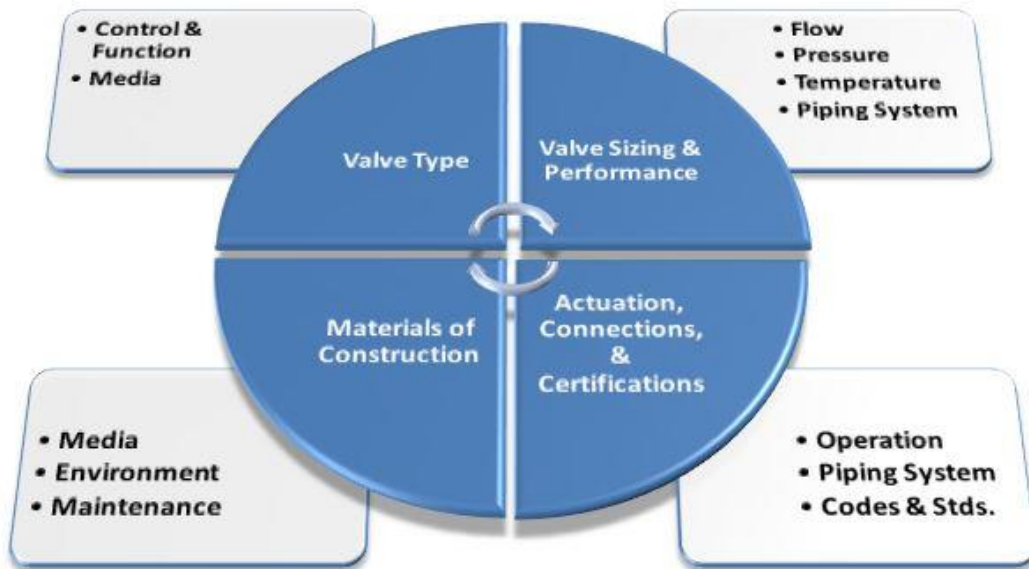 • Control &
Function
• Media
• Flow
• Pressure
• Temperature
• Piping System
Valve Type
Valve Sizing &
Performance
Materials of
Construction
Actuation,
Connections,
&
Certifications
• Media
• Environment
• Maintenance
• Operation
• Piping System
• Codes & Stds.